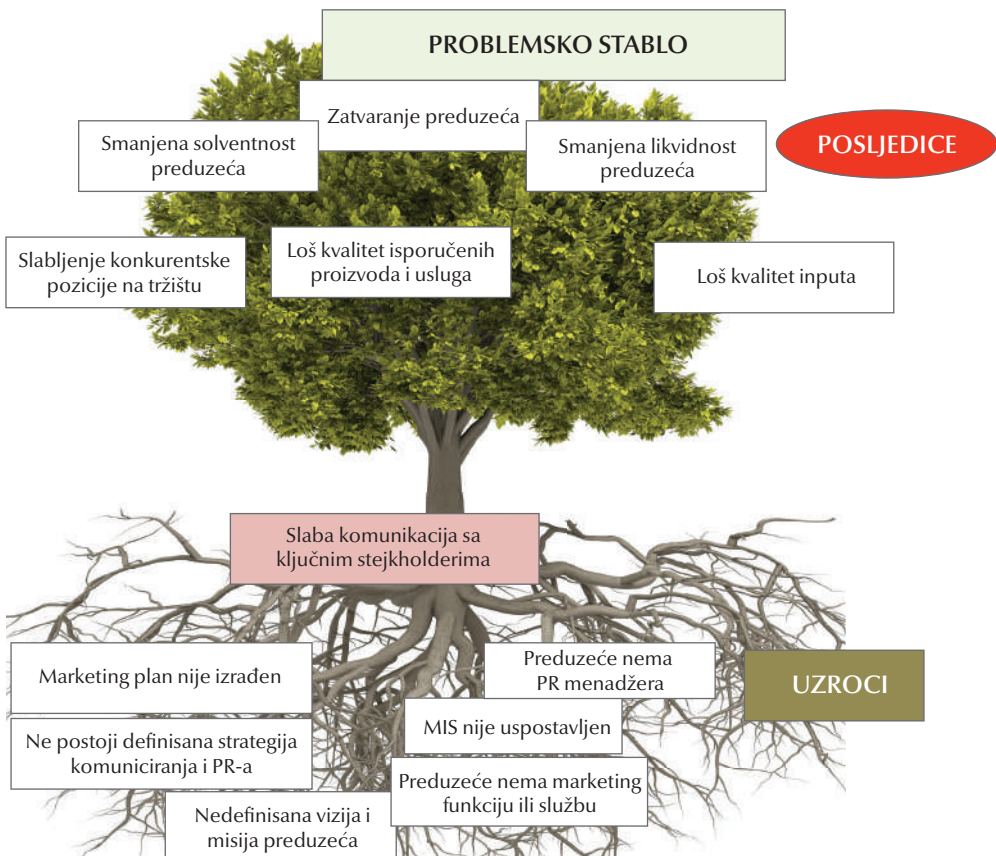 PROBLEMSKO STABLO
Zatvaranje preduzeća
Smanjena solventnost
preduzeća
Smanjena likvidnost
preduzeća
POSLJEDICE
Slabljenje konkurentske
pozicije na tržištu
Loš kvalitet isporučenih
proizvoda i usluga
Loš kvalitet inputa
Slaba komunikacija sa
ključnim stejkholderima
Marketing plan nije izrađen
Preduzeće nema
PR menadžera
UZROCI
Ne postoji definisana strategija
komuniciranja i PR-a
MIS nije uspostavljen
Preduzeće nema marketing
funkciju ili službu
Nedefinisana vizija i
misija preduzeća